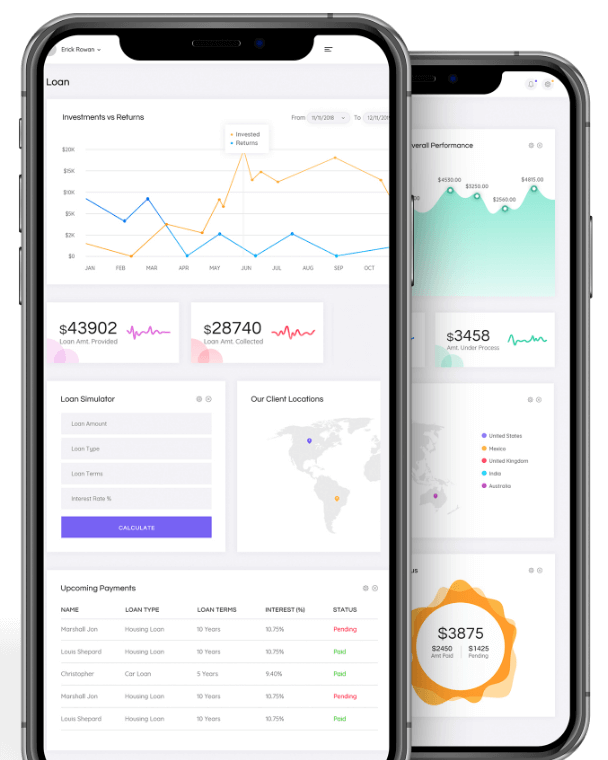 Erick Rowan
Loan
Investments vs Returns
From 11/11/2018 To 12/11/201
Invested
Returns
$20K
$15K
$10K
$5K
$2K
$0
JAN FEB MAR APR MAY JUN JUL AUG SEP OCT
$43902
Loan Amt. Provided
$28740
Loan Amt. Collected
Loan Simulator
Loan Amount
Loan Type
Loan Terms
Interest Rate %
CALCULATE
Our Client Locations
Upcoming Payments
NAME LOAN TYPE LOAN TERMS INTEREST (%) STATUS
Marshall Jon Housing Loan 10 Years 10.75% Pending
Louis Shepard Housing Loan 10 Years 10.75% Paid
Christopher Car Loan 5 Years 9.40% Paid
Marshall Jon Housing Loan 10 Years 10.75% Pending
Louis Shepard Housing Loan 10 Years 10.75% Paid
verall Performance
$4530.00
$3250.00
$2560.00
$4815.00
$3458
Amt. Under Process
United States
Mexico
United Kingdom
India
Australia
us
$3875
$2450 $1425
Amt Paid Pending